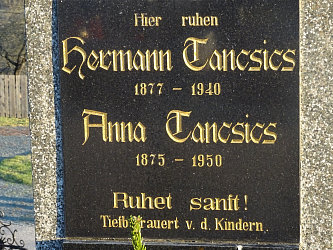 Hier ruhen
Hermann Tancsics
1877 - 1940
Anna Tancsics
1875 - 1950
Ruhet sanft!
Tiefbetrauert v. d. Kindern